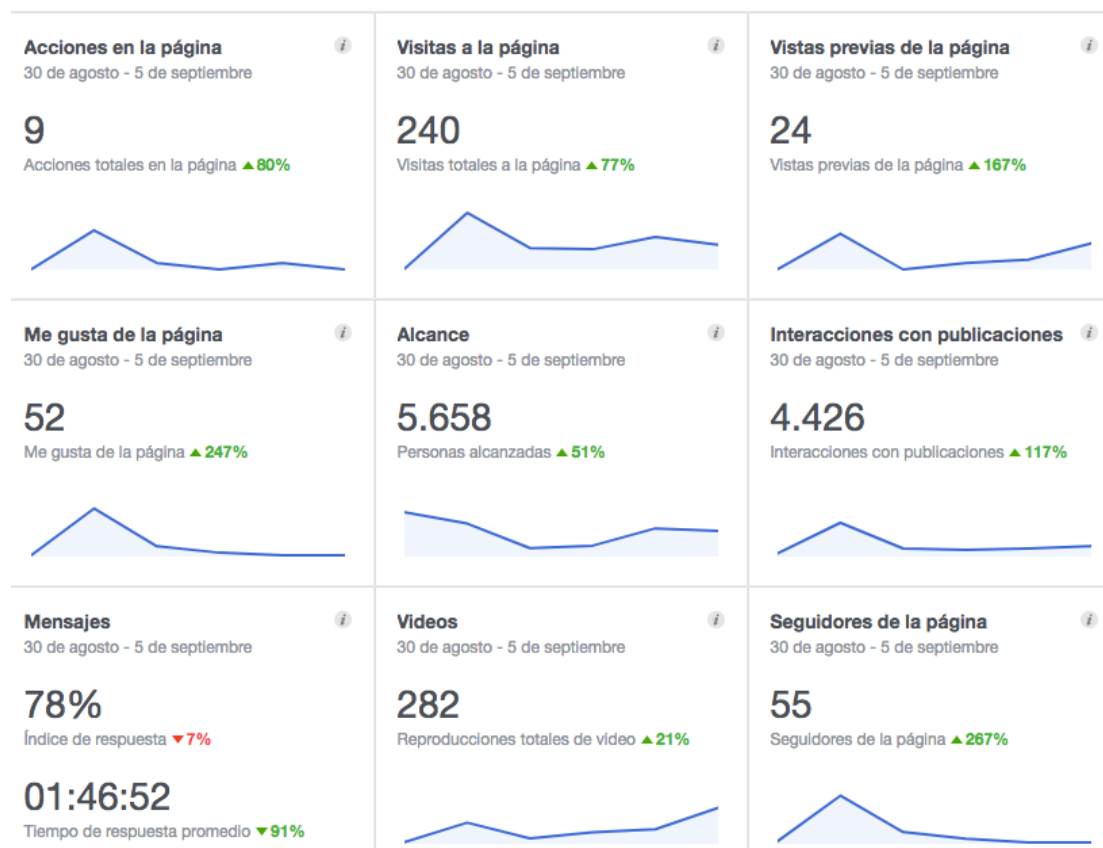 Acciones en la página
30 de agosto - 5 de septiembre
9
Acciones totales en la página ▲80%
Visitas a la página
30 de agosto - 5 de septiembre
240
Visitas totales a la página ▲77%
Vistas previas de la página
30 de agosto - 5 de septiembre
24
Vistas previas de la página ▲167%
Me gusta de la página
30 de agosto - 5 de septiembre
52
Me gusta de la página ▲247%
Alcance
30 de agosto - 5 de septiembre
5.658
Personas alcanzadas ▲51%
Interacciones con publicaciones
30 de agosto - 5 de septiembre
4.426
Interacciones con publicaciones ▲117%
Mensajes
30 de agosto - 5 de septiembre
78%
Índice de respuesta ▼7%
01:46:52
Tiempo de respuesta promedio ▼91%
Videos
30 de agosto - 5 de septiembre
282
Reproducciones totales de video ▲21%
Seguidores de la página
30 de agosto - 5 de septiembre
55
Seguidores de la página ▲267%